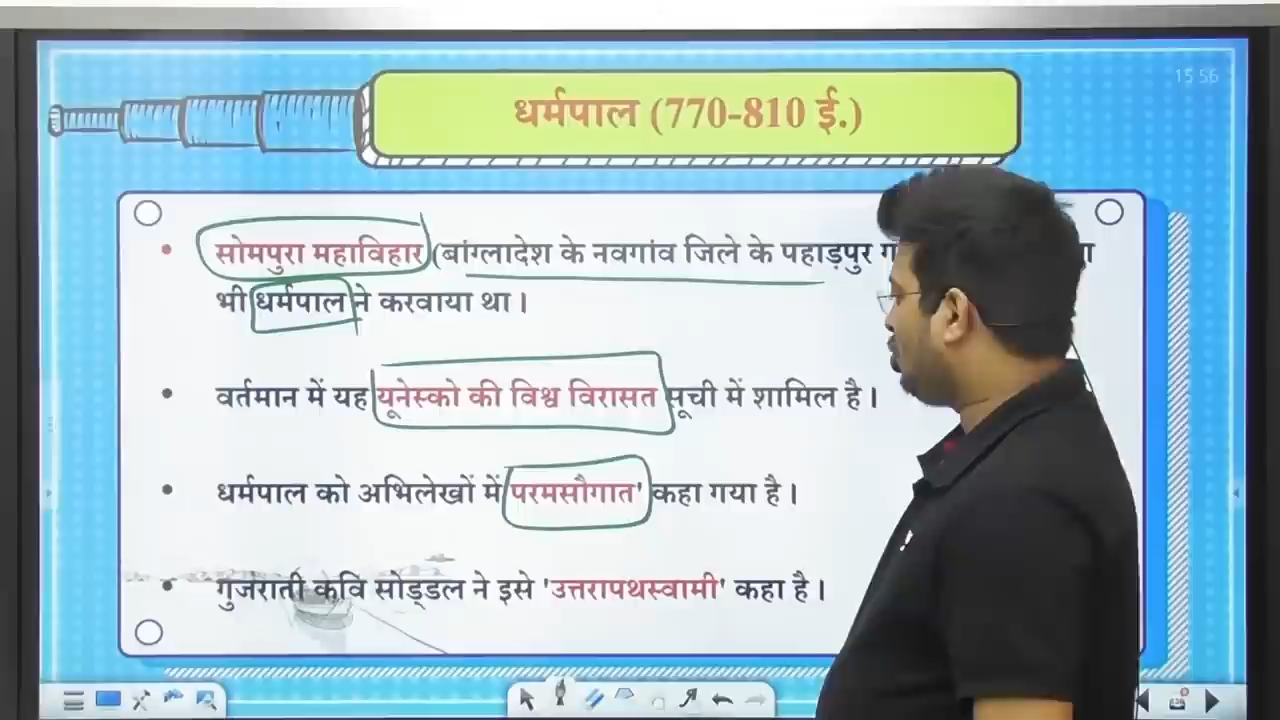 15 56
धर्मपाल (770-810 ई.)
सोमपुरा महाविहार (बांग्लादेश के नवगांव जिले के पहाड़पुर
भी धर्मपाल ने करवाया था।
वर्तमान में यह यूनेस्को की विश्व विरासत सूची में शामिल है।
धर्मपाल को अभिलेखों में परमसौगात' कहा गया है।
गुजराती कवि सोड्डल ने इसे 'उत्तरापथस्वामी' कहा है।